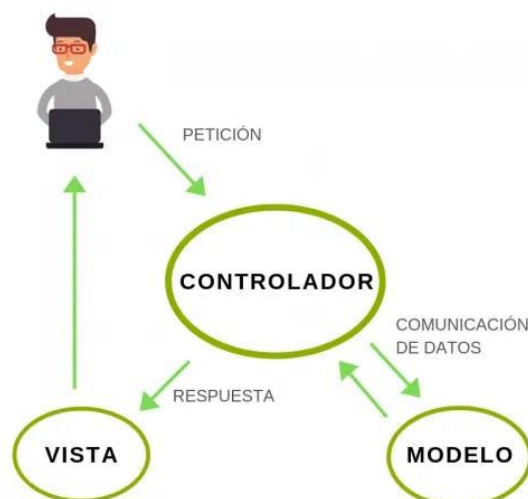 PETICIÓN
CONTROLADOR
COMUNICACIÓN
DE DATOS
RESPUESTA
VISTA
MODELO